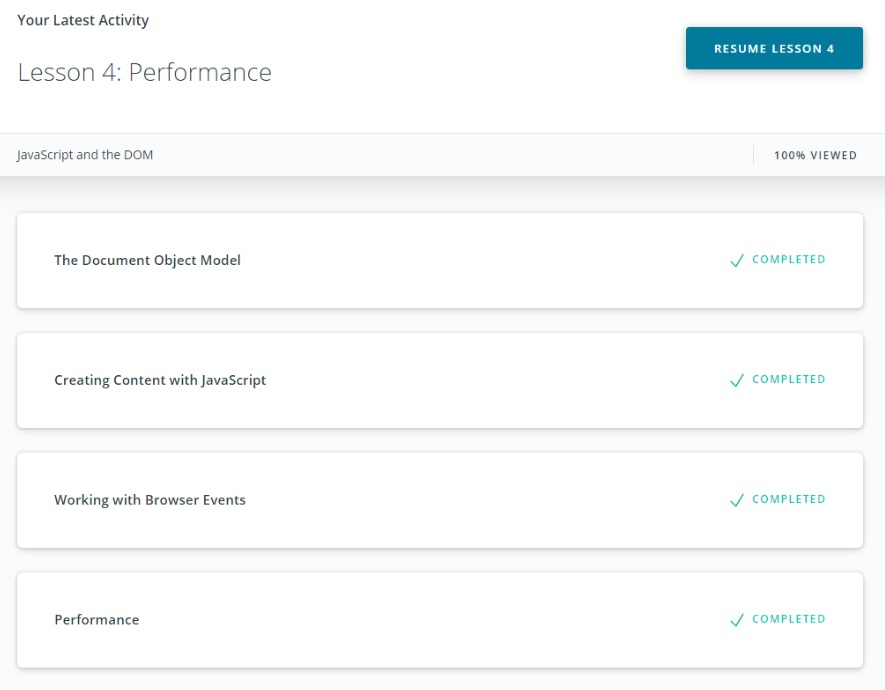 Your Latest Activity
RESUME LESSON 4
Lesson 4: Performance
JavaScript and the DOM
100% VIEWED
The Document Object Model
COMPLETED
Creating Content with JavaScript
COMPLETED
Working with Browser Events
COMPLETED
Performance
COMPLETED